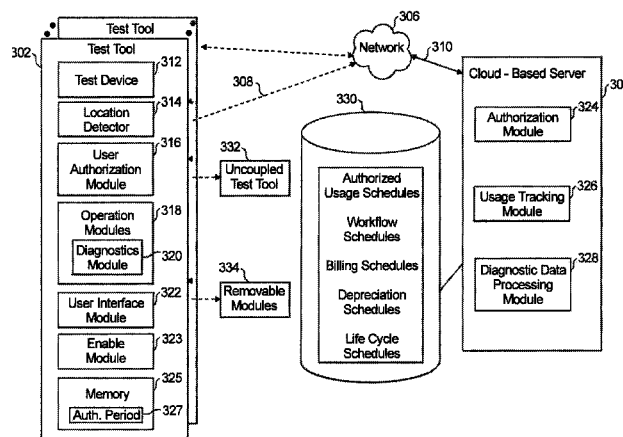 Test Tool
302
Test Tool
Test Device
312
Location
Detector
314
User
Authorization
Module
316
Operation
Modules
318
Diagnostics
Module
320
User Interface
Module
322
Enable
Module
323
Memory
325
Auth. Period
327
308
332
Uncoupled
Test Tool
334
Removable
Modules
Network
306
310
330
Authorized
Usage Schedules
Workflow
Schedules
Billing Schedules
Depreciation
Schedules
Life Cycle
Schedules
Cloud - Based Server
30
Authorization
Module
324
Usage Tracking
Module
326
Diagnostic Data
Processing
Module
328